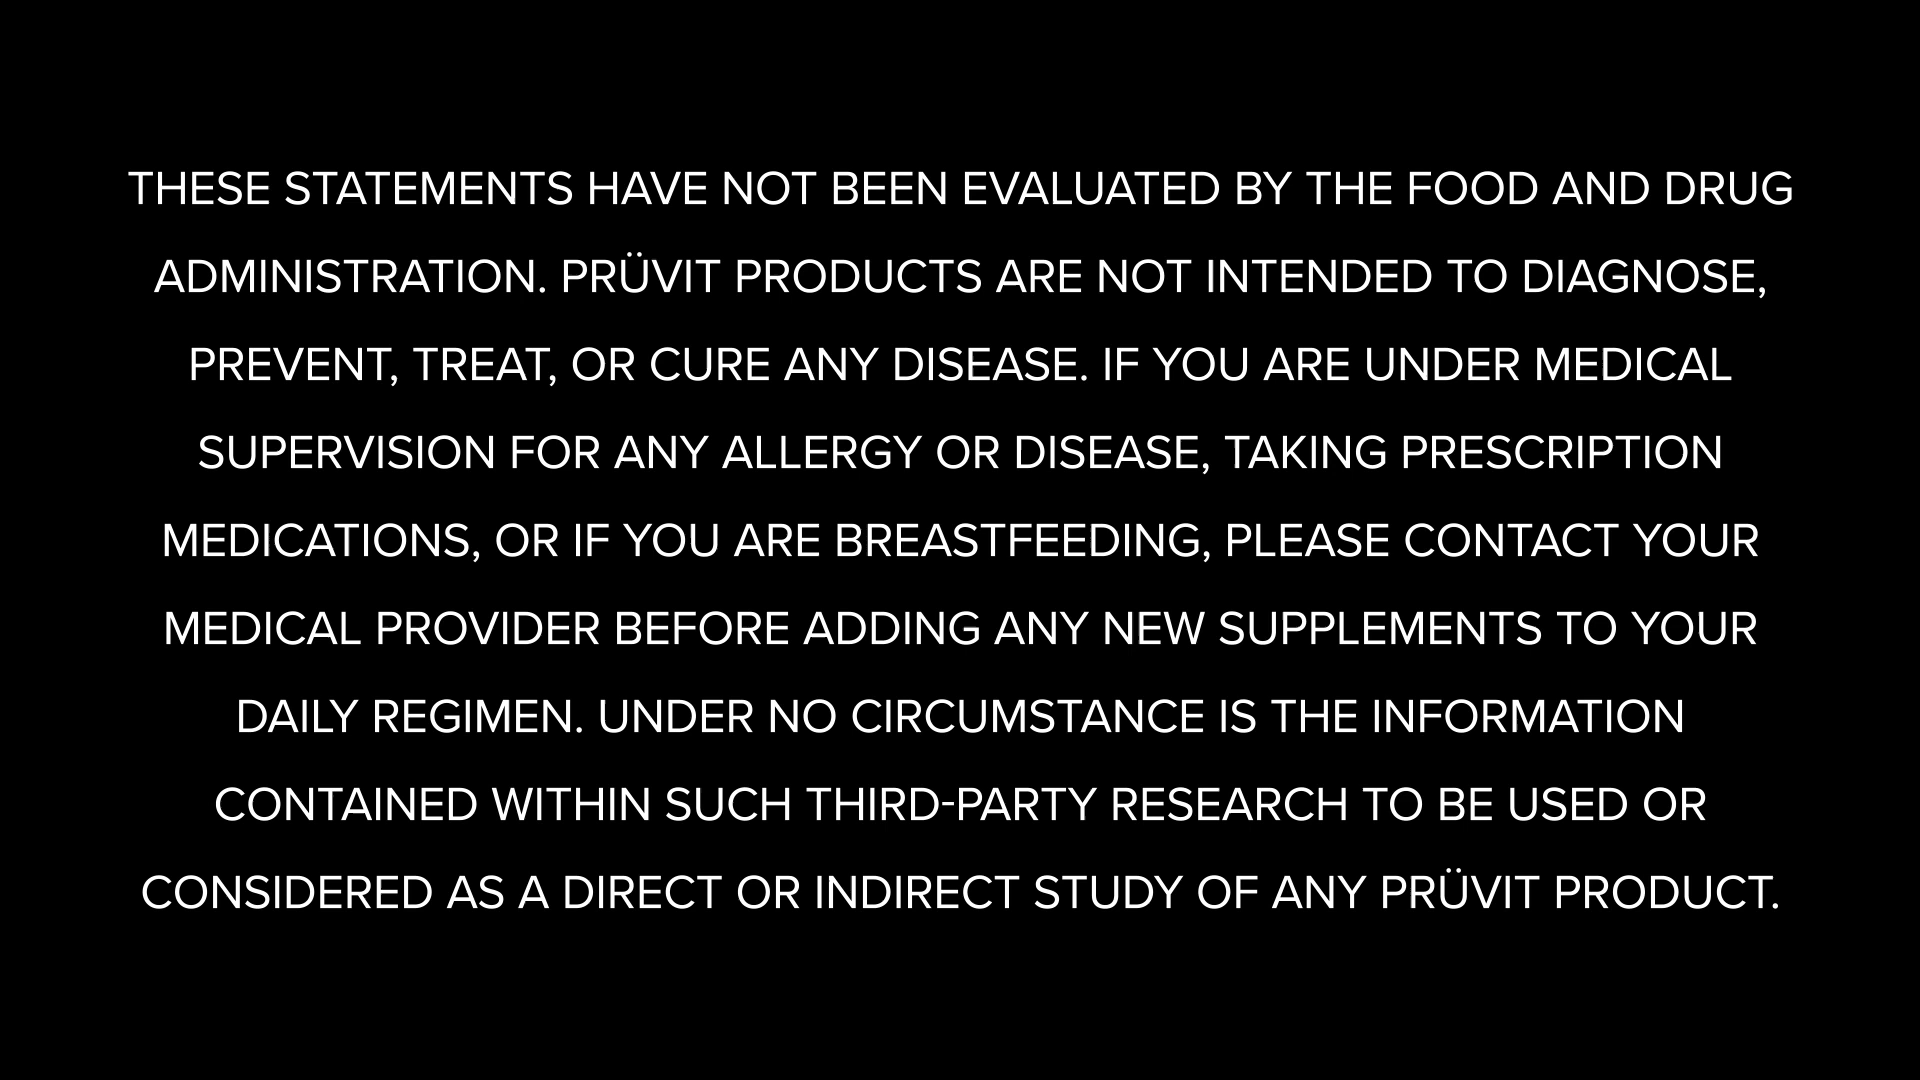 THESE STATEMENTS HAVE NOT BEEN EVALUATED BY THE FOOD AND DRUG
ADMINISTRATION. PRÜVIT PRODUCTS ARE NOT INTENDED TO DIAGNOSE,
PREVENT, TREAT, OR CURE ANY DISEASE. IF YOU ARE UNDER MEDICAL
SUPERVISION FOR ANY ALLERGY OR DISEASE, TAKING PRESCRIPTION
MEDICATIONS, OR IF YOU ARE BREASTFEEDING, PLEASE CONTACT YOUR
MEDICAL PROVIDER BEFORE ADDING ANY NEW SUPPLEMENTS TO YOUR
DAILY REGIMEN. UNDER NO CIRCUMSTANCE IS THE INFORMATION
CONTAINED WITHIN SUCH THIRD-PARTY RESEARCH TO BE USED OR
CONSIDERED AS A DIRECT OR INDIRECT STUDY OF ANY PRÜVIT PRODUCT.